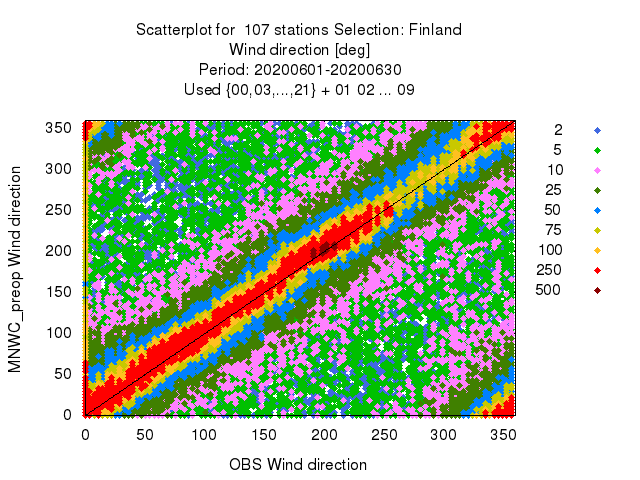 Scatterplot for 107 stations Selection: Finland
Wind direction [deg]
Period: 20200601-20200630
Used {00,03,...,21} + 01 02 ... 09
MNWC_preop Wind direction
350
300
250
200
150
100
50
0
0 50 100 150 200 250 300 350
OBS Wind direction
2
5
10
25
50
75
100
250
500